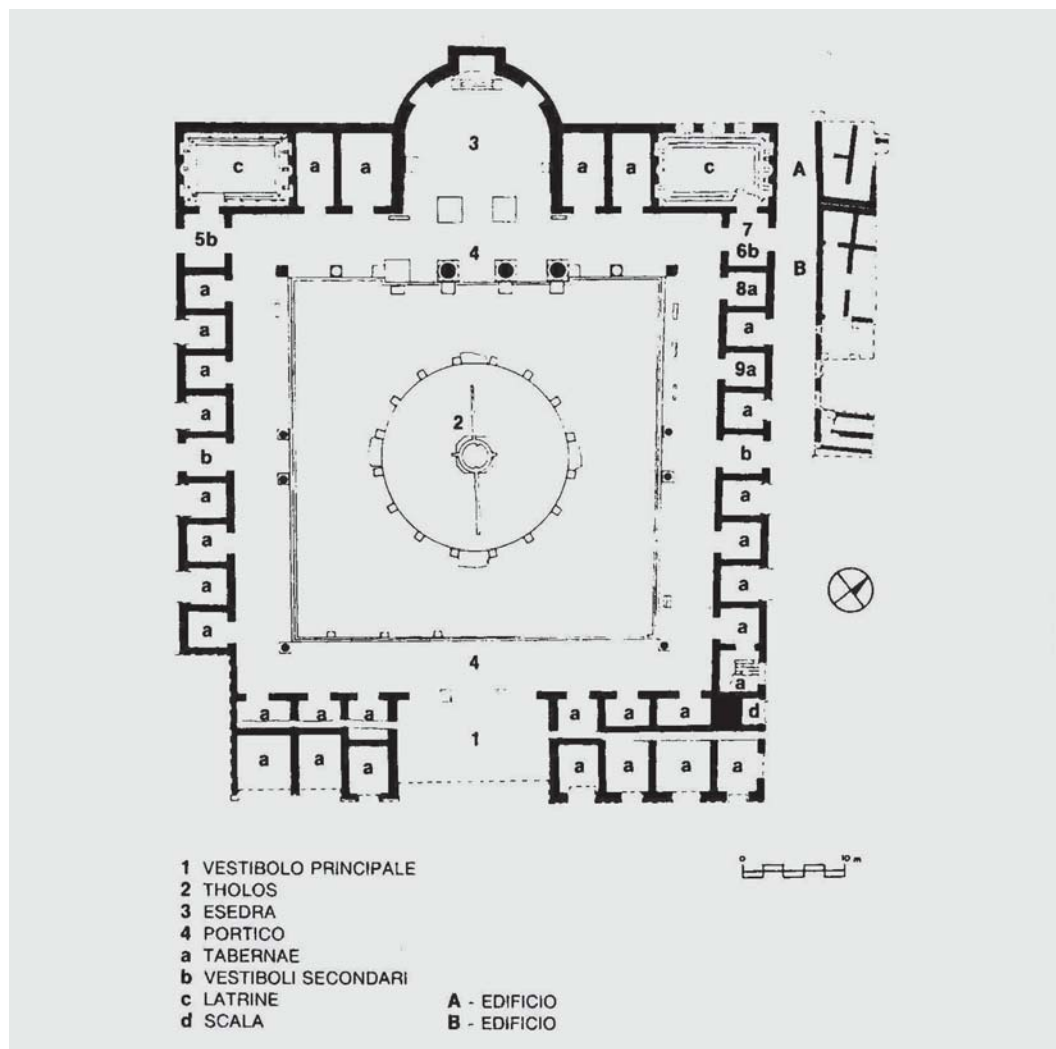 3
c a a a a c A
5b 7
4 6b B
a 8a
a a
a 9a
a a
2
b b
a a
a a
a a
a a
4
a
a a a a a a d
1
a a a a a a a
0 10 m
1 VESTIBOLO PRINCIPALE
2 THOLOS
3 ESEDRA
4 PORTICO
a TABERNAE
b VESTIBOLI SECONDARI
c LATRINE
d SCALA
A - EDIFICIO
B - EDIFICIO